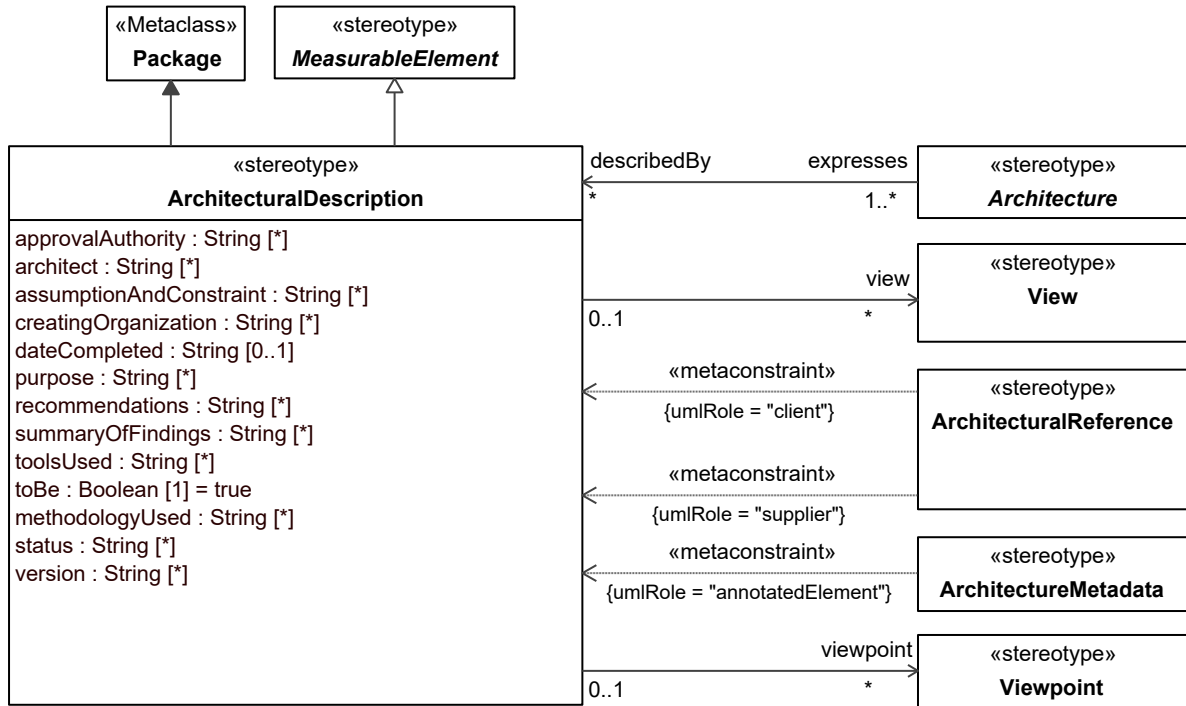 «Metaclass»
Package
«stereotype»
MeasurableElement
«stereotype»
ArchitecturalDescription
approvalAuthority : String [*]
architect : String [*]
assumptionAndConstraint : String [*]
creatingOrganization : String [*]
dateCompleted : String [0..1]
purpose : String [*]
recommendations : String [*]
summaryOfFindings : String [*]
toolsUsed : String [*]
toBe : Boolean [1] = true
methodologyUsed : String [*]
status : String [*]
version : String [*]
describedBy expresses
* 1..*
«stereotype»
Architecture
view
0..1 *
«stereotype»
View
«metaconstraint»
{umlRole = "client"}
«stereotype»
ArchitecturalReference
«metaconstraint»
{umlRole = "supplier"}
«metaconstraint»
{umlRole = "annotatedElement"}
«stereotype»
ArchitectureMetadata
viewpoint
0..1 *
«stereotype»
Viewpoint